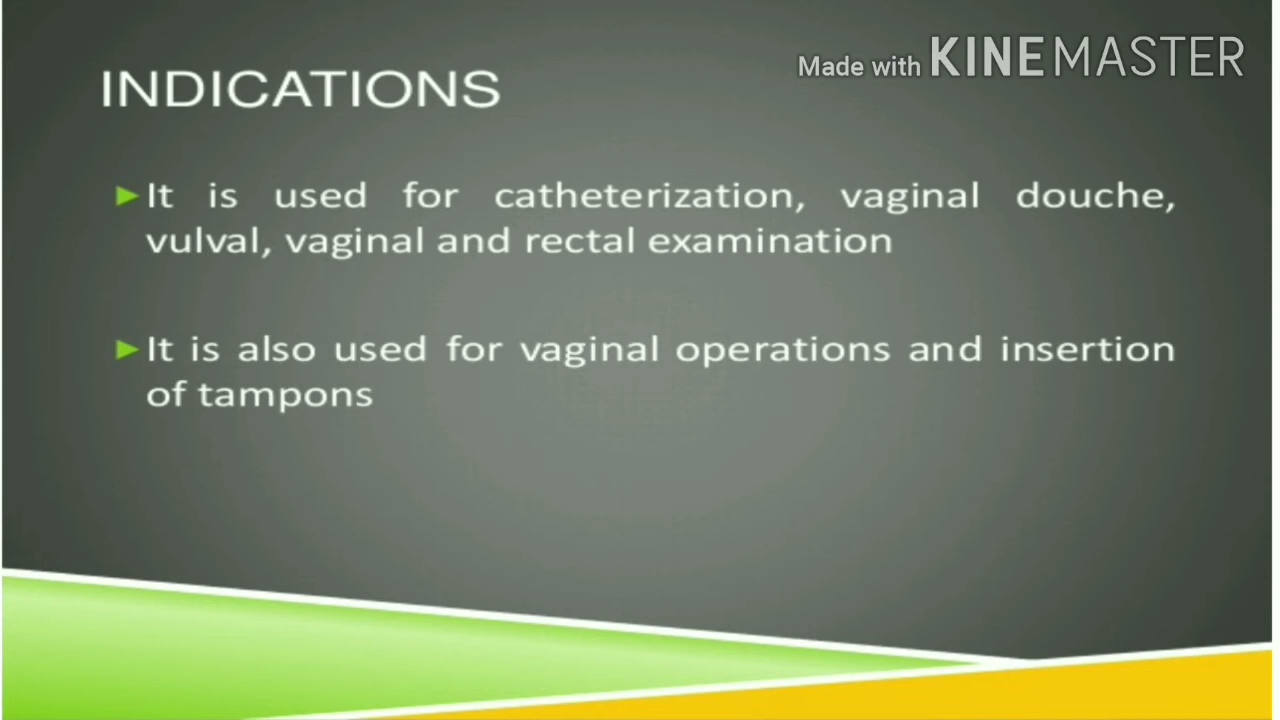 Made with KINEMASTER
INDICATIONS
It is used for catheterization, vaginal douche,
vulval, vaginal and rectal examination
It is also used for vaginal operations and insertion
of tampons